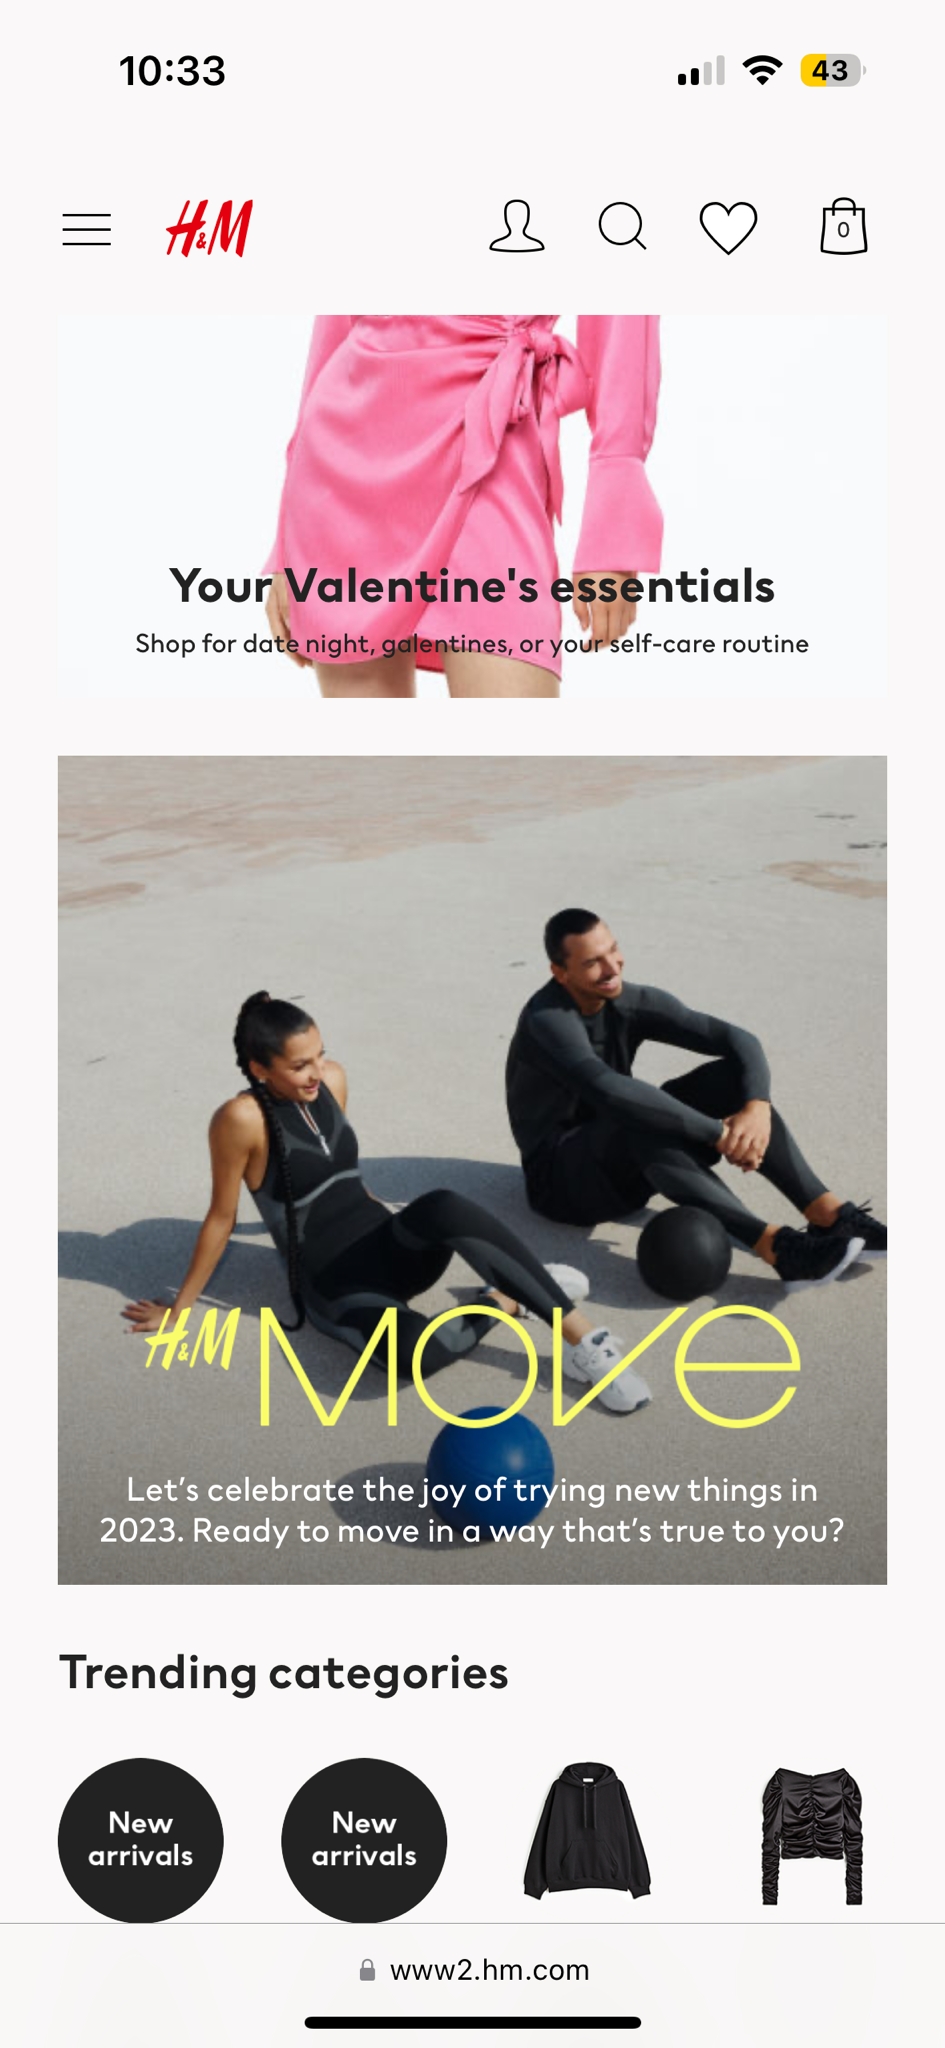 10:33
43
H&M
0
Your Valentine's essentials
Shop for date night, galentines, or your self-care routine
H&M MOVe
Let’s celebrate the joy of trying new things in
2023. Ready to move in a way that’s true to you?
Trending categories
New
arrivals
New
arrivals
www2.hm.com